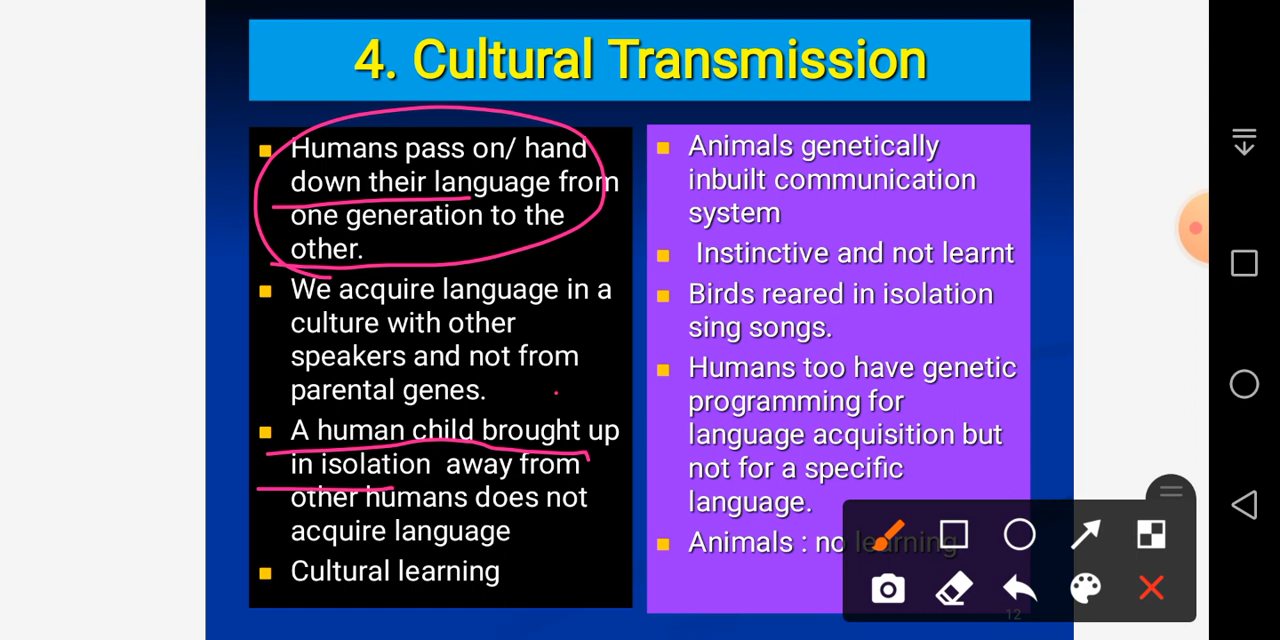 4. Cultural Transmission
Humans pass on/ hand
down their language from
one generation to the
other.
We acquire language in a
culture with other
speakers and not from
parental genes.
A human child brought up
in isolation away from
other humans does not
acquire language
Cultural learning
Animals genetically
inbuilt communication
system
Instinctive and not learnt
Birds reared in isolation
sing songs.
Humans too have genetic
programming for
language acquisition but
not for a specific
language.
Animals : no learning
12